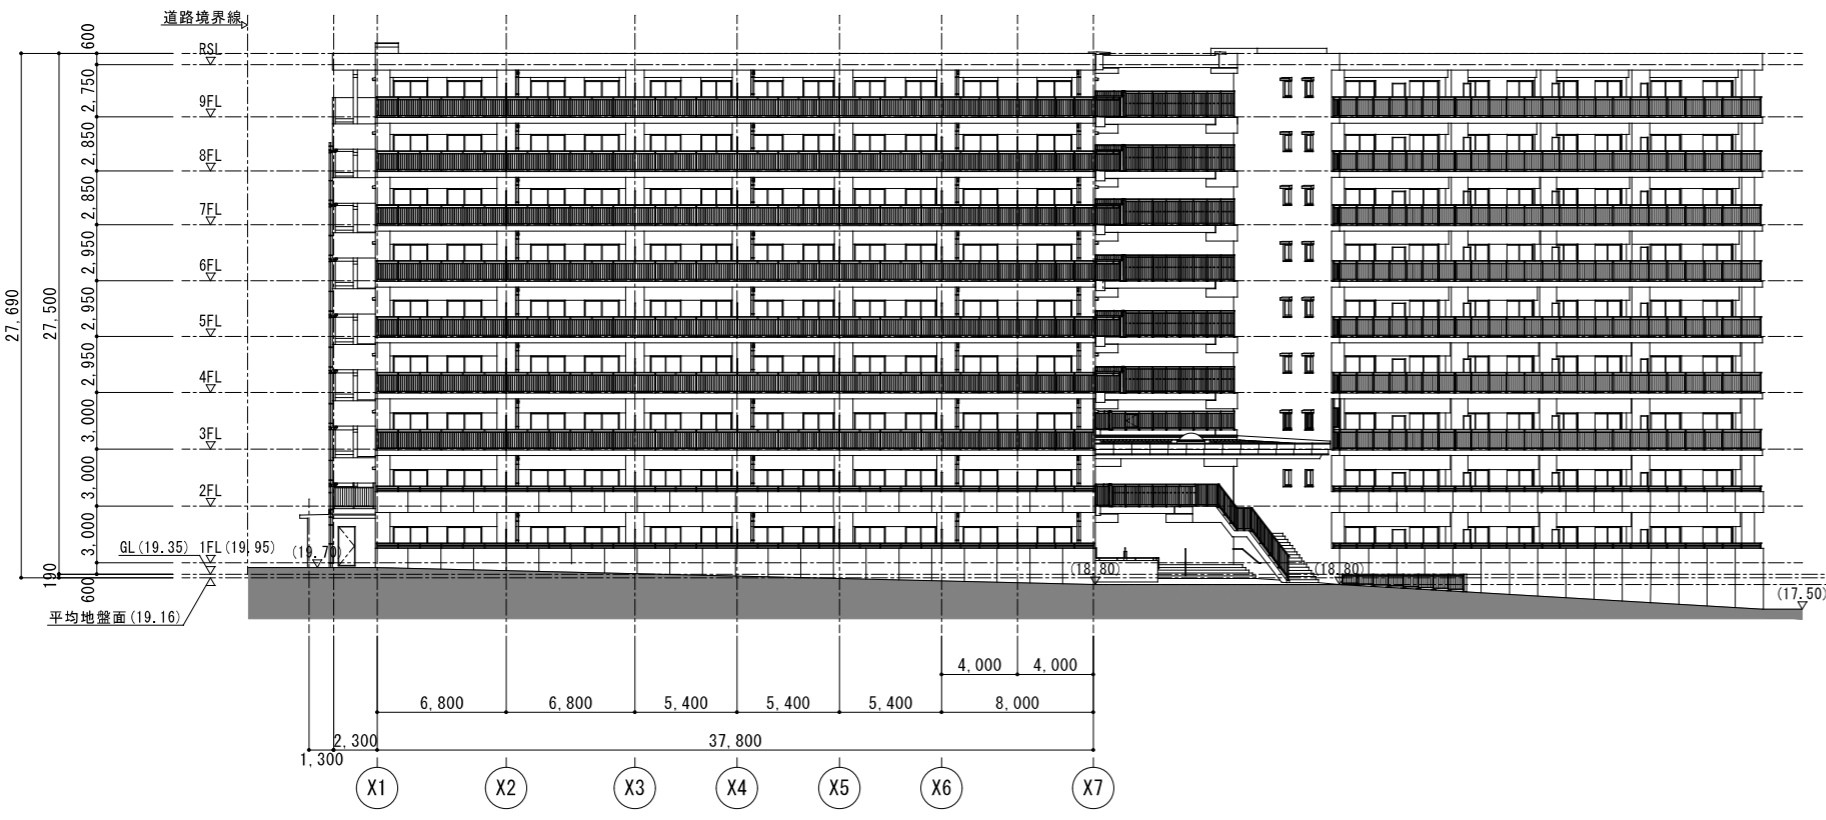 道路境界線
600
RSL
2,750
9FL
2,850
8FL
2,850
7FL
2,950
6FL
2,950
5FL
2,950
4FL
3,000
3FL
3,000
2FL
3,000
27,690
27,500
GL(19.35) 1FL(19.95) (19.70)
190
600
平均地盤面(19.16)
(18.80)
(18.80)
(17.50)
4,000 4,000
6,800 6,800 5,400 5,400 5,400 8,000
1,300 2,300 37,800
X1 X2 X3 X4 X5 X6 X7